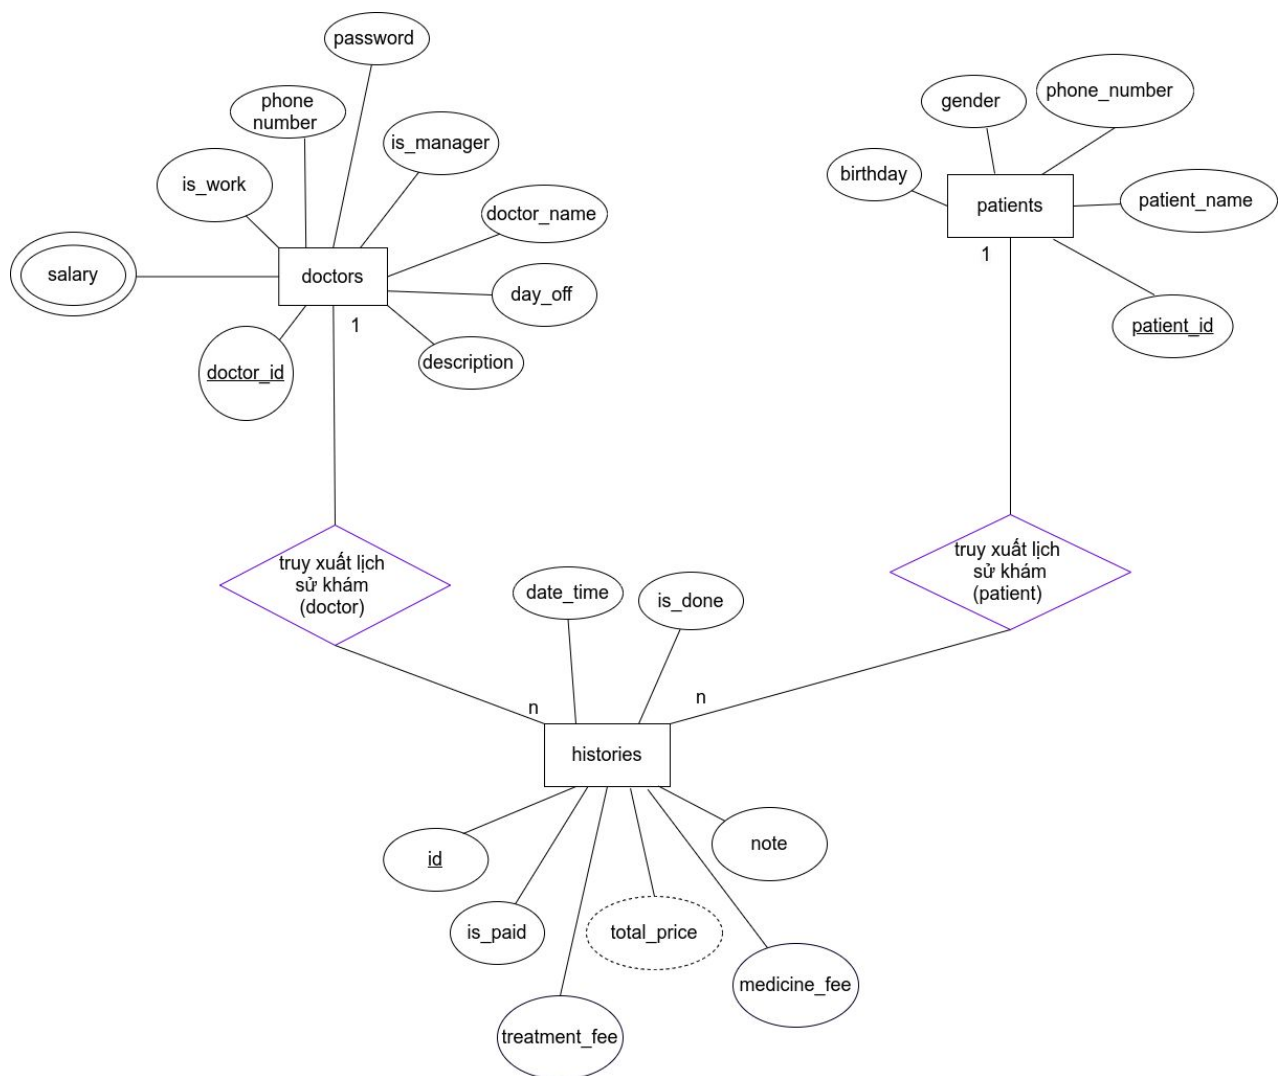 password
phone
number
is_manager
is_work
doctor_name
salary
doctors
day_off
1
description
doctor_id
gender
phone_number
birthday
patients
patient_name
1
patient_id
truy xuất lịch
sử khám
(doctor)
truy xuất lịch
sử khám
(patient)
date_time
is_done
n
n
histories
id
note
is_paid
total_price
medicine_fee
treatment_fee